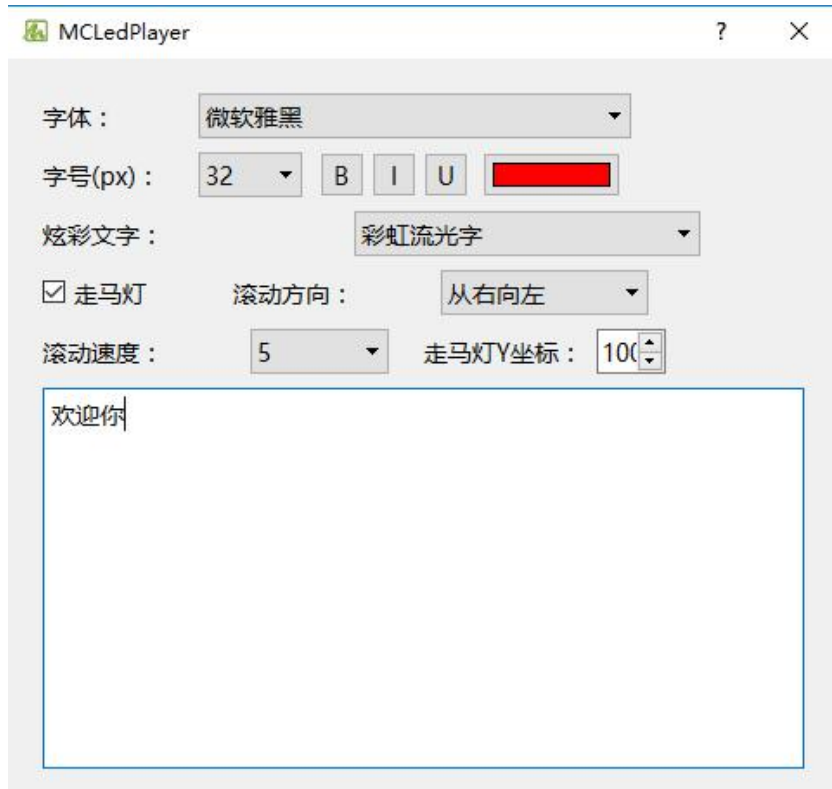 MCLedPlayer ?
字体： 微软雅黑
字号(px)： 32 B I U
炫彩文字： 彩虹流光字
走马灯 滚动方向： 从右向左
滚动速度： 5 走马灯Y坐标： 100
欢迎你